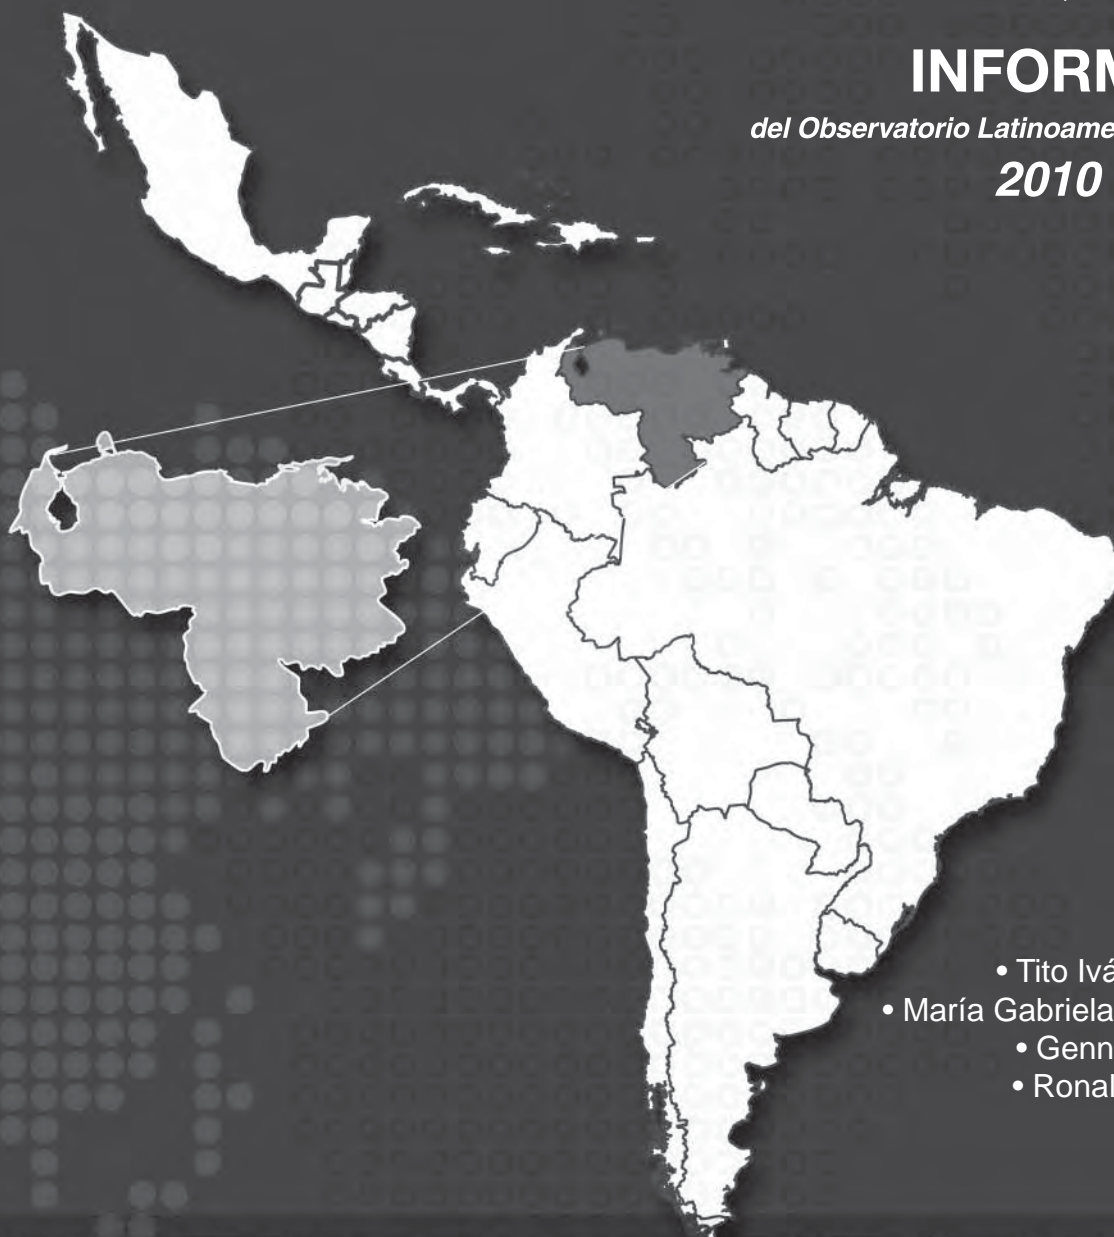 INFORM
del Observatorio Latinoame
2010
• Tito Ivá
• María Gabriela
• Genn
• Ronal